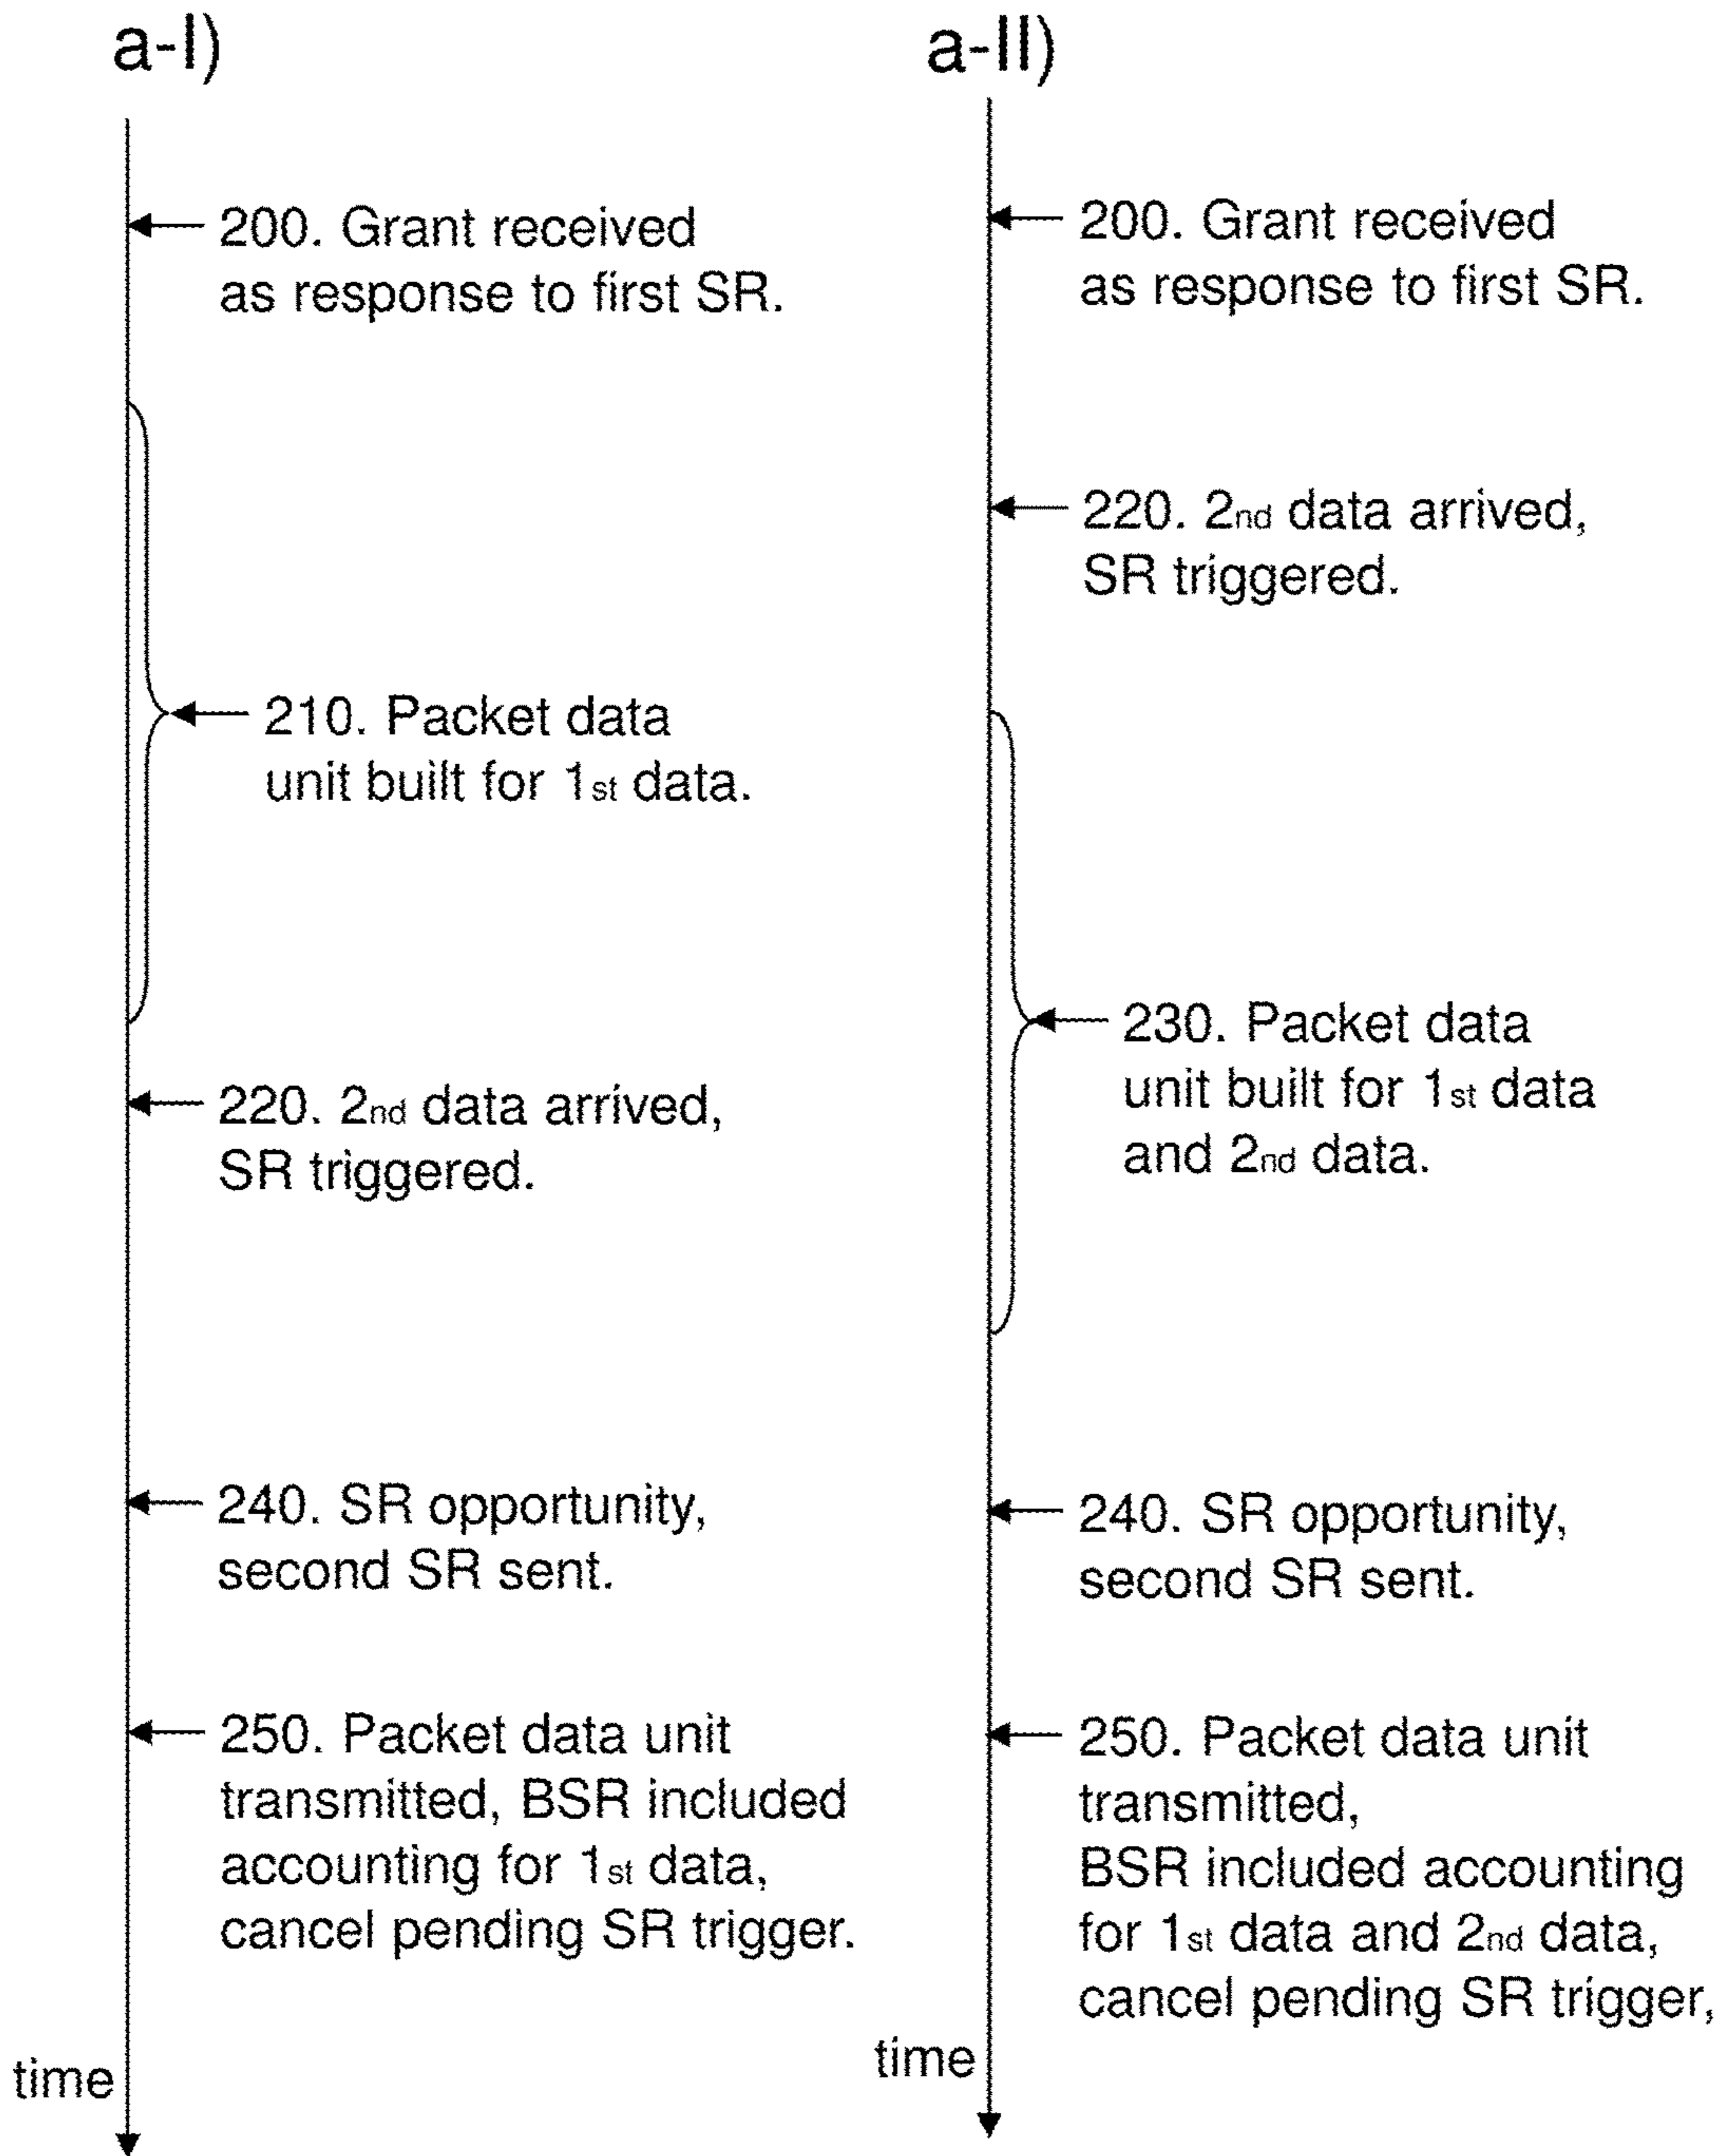 a-I)
200. Grant received
as response to first SR.
210. Packet data
unit built for 1st data.
220. 2nd data arrived,
SR triggered.
240. SR opportunity,
second SR sent.
250. Packet data unit
transmitted, BSR included
accounting for 1st data,
cancel pending SR trigger.
time
a-II)
200. Grant received
as response to first SR.
220. 2nd data arrived,
SR triggered.
230. Packet data
unit built for 1st data
and 2nd data.
240. SR opportunity,
second SR sent.
250. Packet data unit
transmitted,
BSR included accounting
for 1st data and 2nd data,
cancel pending SR trigger,
time